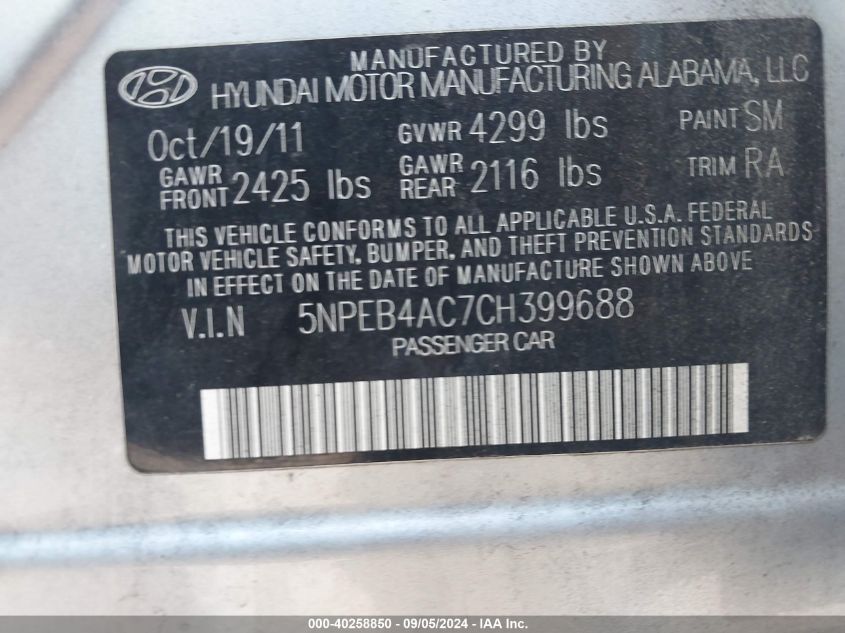 MANUFACTURED BY
HYUNDAI MOTOR MANUFACTURING ALABAMA, LLC
Oct/19/11 GVWR 4299 lbs PAINT SM
GAWR FRONT 2425 lbs GAWR REAR 2116 lbs TRIM RA
THIS VEHICLE CONFORMS TO ALL APPLICABLE U.S.A. FEDERAL
MOTOR VEHICLE SAFETY, BUMPER, AND THEFT PREVENTION STANDARDS
IN EFFECT ON THE DATE OF MANUFACTURE SHOWN ABOVE
V.I.N 5NPEB4AC7CH399688
PASSENGER CAR
000-40258850 - 09/05/2024 - IAA Inc.